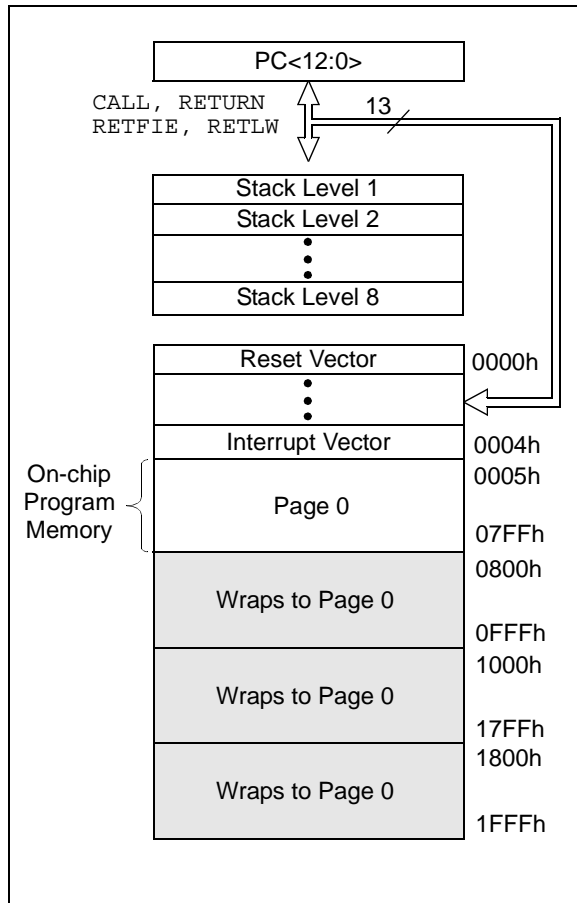 PC<12:0>
CALL, RETURN
RETFIE, RETLW
13
Stack Level 1
Stack Level 2
Stack Level 8
Reset Vector
0000h
Interrupt Vector
0004h
On-chip
Program
Memory
Page 0
0005h
07FFh
Wraps to Page 0
0800h
0FFFh
Wraps to Page 0
1000h
17FFh
Wraps to Page 0
1800h
1FFFh